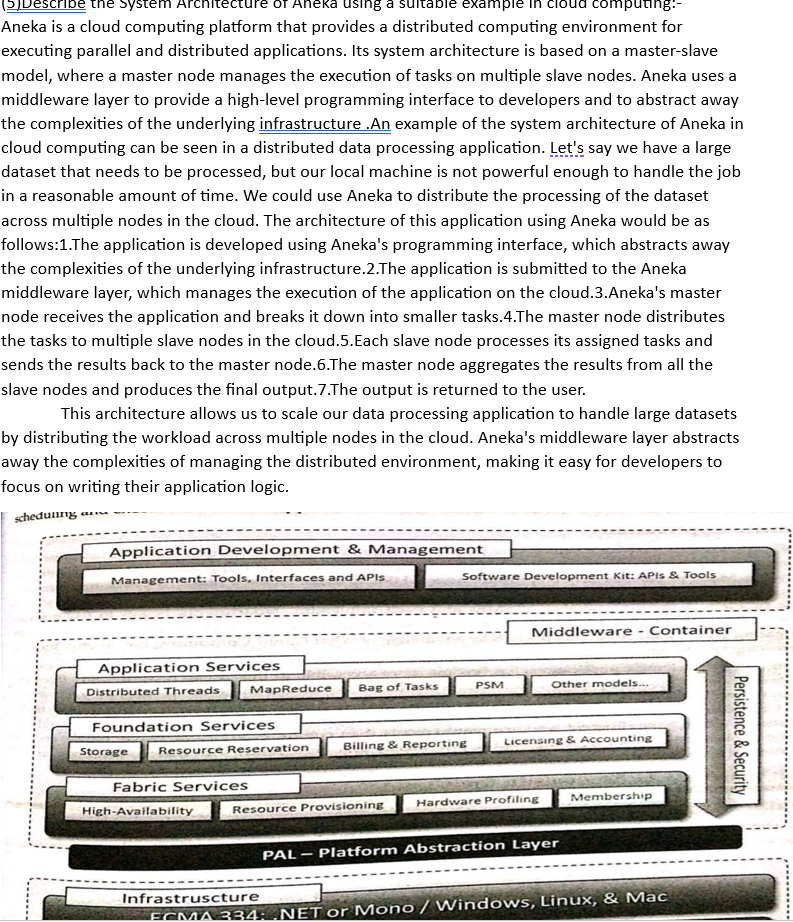 (5)Describe the System Architecture of Aneka using a suitable example in cloud computing:-
Aneka is a cloud computing platform that provides a distributed computing environment for
executing parallel and distributed applications. Its system architecture is based on a master-slave
model, where a master node manages the execution of tasks on multiple slave nodes. Aneka uses a
middleware layer to provide a high-level programming interface to developers and to abstract away
the complexities of the underlying infrastructure .An example of the system architecture of Aneka in
cloud computing can be seen in a distributed data processing application. Let's say we have a large
dataset that needs to be processed, but our local machine is not powerful enough to handle the job
in a reasonable amount of time. We could use Aneka to distribute the processing of the dataset
across multiple nodes in the cloud. The architecture of this application using Aneka would be as
follows:1.The application is developed using Aneka's programming interface, which abstracts away
the complexities of the underlying infrastructure.2.The application is submitted to the Aneka
middleware layer, which manages the execution of the application on the cloud.3.Aneka's master
node receives the application and breaks it down into smaller tasks.4.The master node distributes
the tasks to multiple slave nodes in the cloud.5.Each slave node processes its assigned tasks and
sends the results back to the master node.6.The master node aggregates the results from all the
slave nodes and produces the final output.7.The output is returned to the user.
This architecture allows us to scale our data processing application to handle large datasets
by distributing the workload across multiple nodes in the cloud. Aneka's middleware layer abstracts
away the complexities of managing the distributed environment, making it easy for developers to
focus on writing their application logic.
scheduling
Application Development & Management
Management: Tools, Interfaces and APIs
Software Development Kit: APIs & Tools
Middleware - Container
Application Services
Distributed Threads
MapReduce
Bag of Tasks
PSM
Other models...
Foundation Services
Storage
Resource Reservation
Billing & Reporting
Licensing & Accounting
Fabric Services
High-Availability
Resource Provisioning
Hardware Profiling
Membership
Persistence & Security
PAL – Platform Abstraction Layer
Infrastruscture
ECMA 334: .NET or Mono / Windows, Linux, & Mac